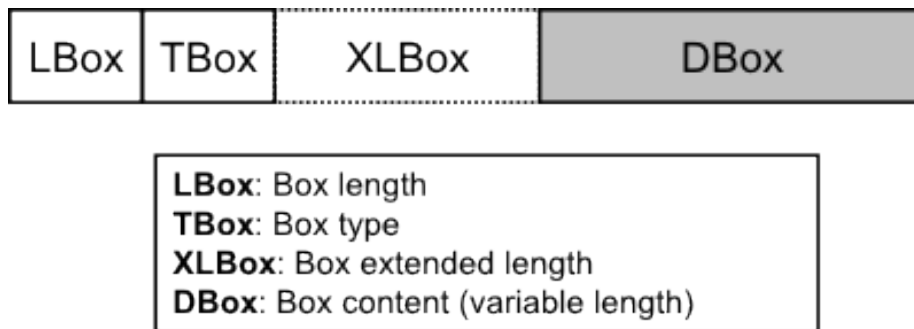 LBox TBox XLBox DBox
LBox: Box length
TBox: Box type
XLBox: Box extended length
DBox: Box content (variable length)